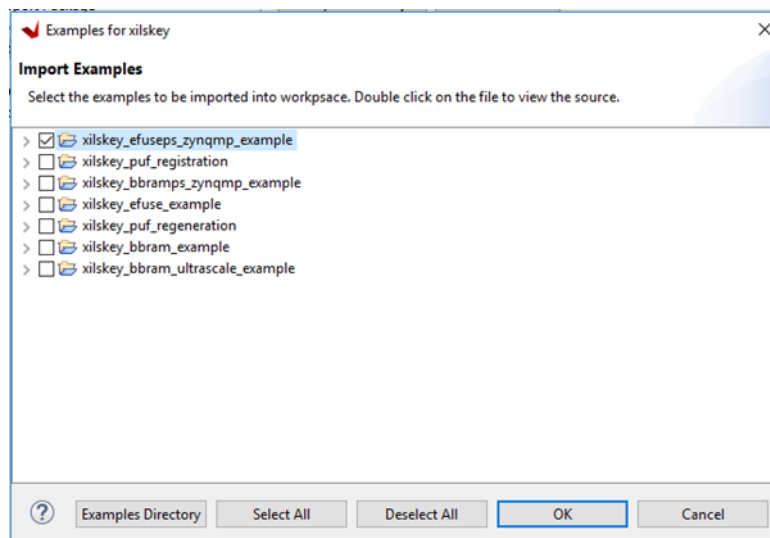 Examples for xilskey
Import Examples
Select the examples to be imported into workpsace. Double click on the file to view the source.
xilskey_efuseps_zynqmp_example
xilskey_puf_registration
xilskey_bbramps_zynqmp_example
xilskey_efuse_example
xilskey_puf_regeneration
xilskey_bbram_example
xilskey_bbram_ultrascale_example
? Examples Directory Select All Deselect All OK Cancel